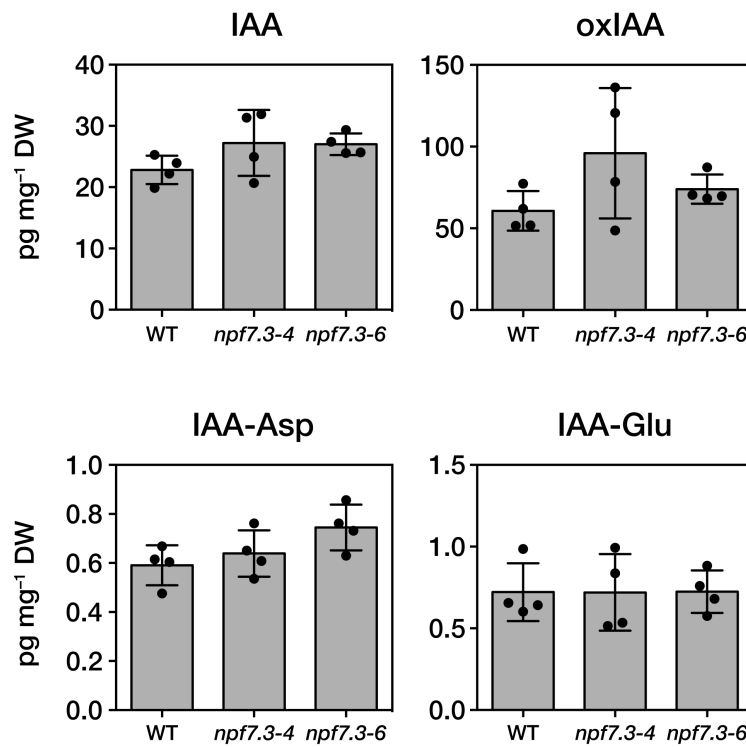 IAA
pg mg⁻¹ DW
40
30
20
10
0
WT npf7.3-4 npf7.3-6
oxIAA
150
100
50
0
WT npf7.3-4 npf7.3-6
IAA-Asp
pg mg⁻¹ DW
1.0
0.8
0.6
0.4
0.2
0.0
WT npf7.3-4 npf7.3-6
IAA-Glu
1.5
1.0
0.5
0.0
WT npf7.3-4 npf7.3-6